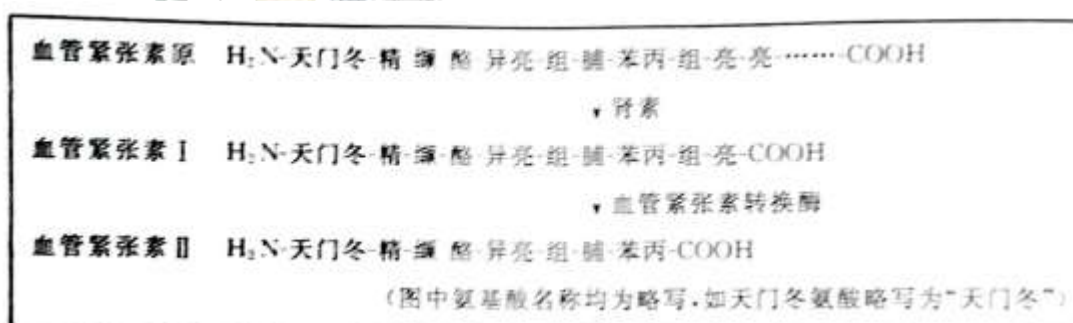 血管紧张素原 H₂N-天门冬-精-缬-酪-异亮-组-脯-苯丙-组-亮-亮-……-COOH
肾素
血管紧张素Ⅰ H₂N-天门冬-精-缬-酪-异亮-组-脯-苯丙-组-亮-COOH
血管紧张素转换酶
血管紧张素Ⅱ H₂N-天门冬-精-缬-酪-异亮-组-脯-苯丙-COOH
(图中氨基酸名称均为略写,如天门冬氨酸略写为"天门冬")